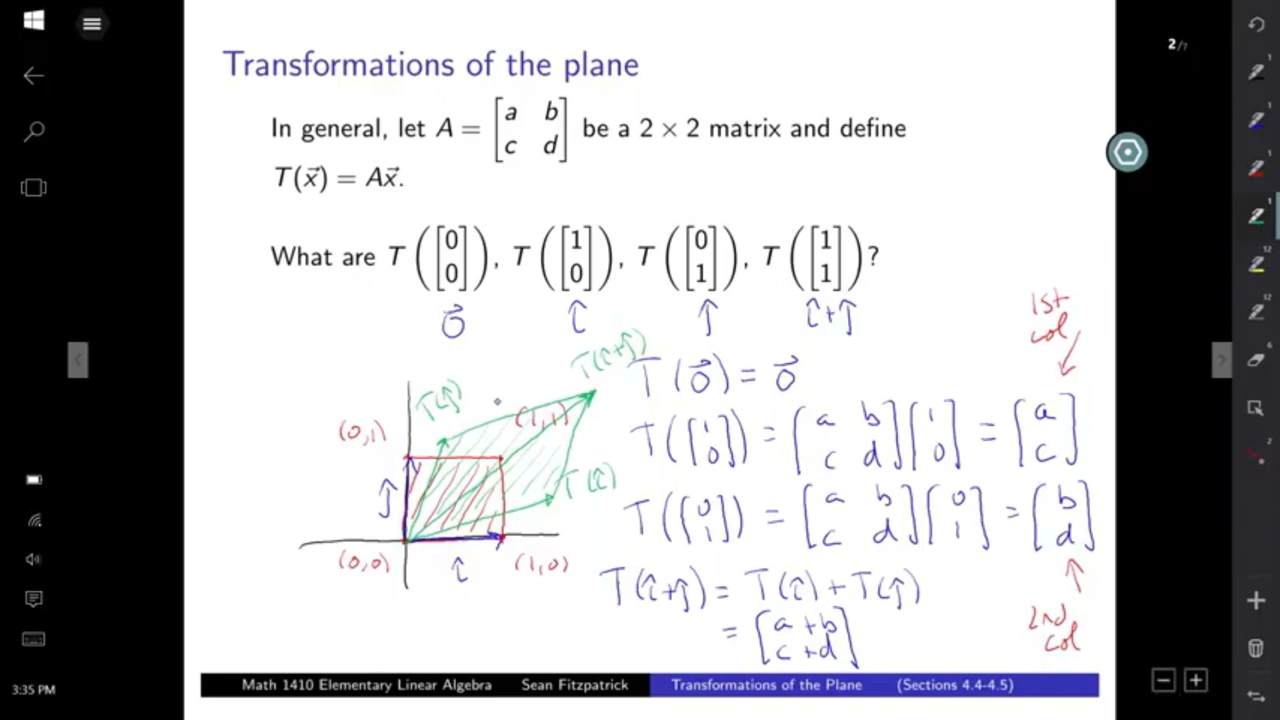 2/7
Transformations of the plane
In general, let A = [a b; c d] be a 2 × 2 matrix and define
T(x⃗) = Ax⃗.
What are T([0; 0]), T([1; 0]), T([0; 1]), T([1; 1])?
0⃗ î ĵ î+ĵ
1st
col
T(î+ĵ)
T(0⃗) = 0⃗
T(ĵ)
(1,1)
(0,1)
T([1; 0]) = [a b; c d][1; 0] = [a; c]
T(î)
ĵ
T([0; 1]) = [a b; c d][0; 1] = [b; d]
(0,0) î (1,0)
T(î+ĵ) = T(î) + T(ĵ)
= [a+b; c+d]
2nd
col
Math 1410 Elementary Linear Algebra Sean Fitzpatrick Transformations of the Plane (Sections 4.4-4.5)
3:35 PM